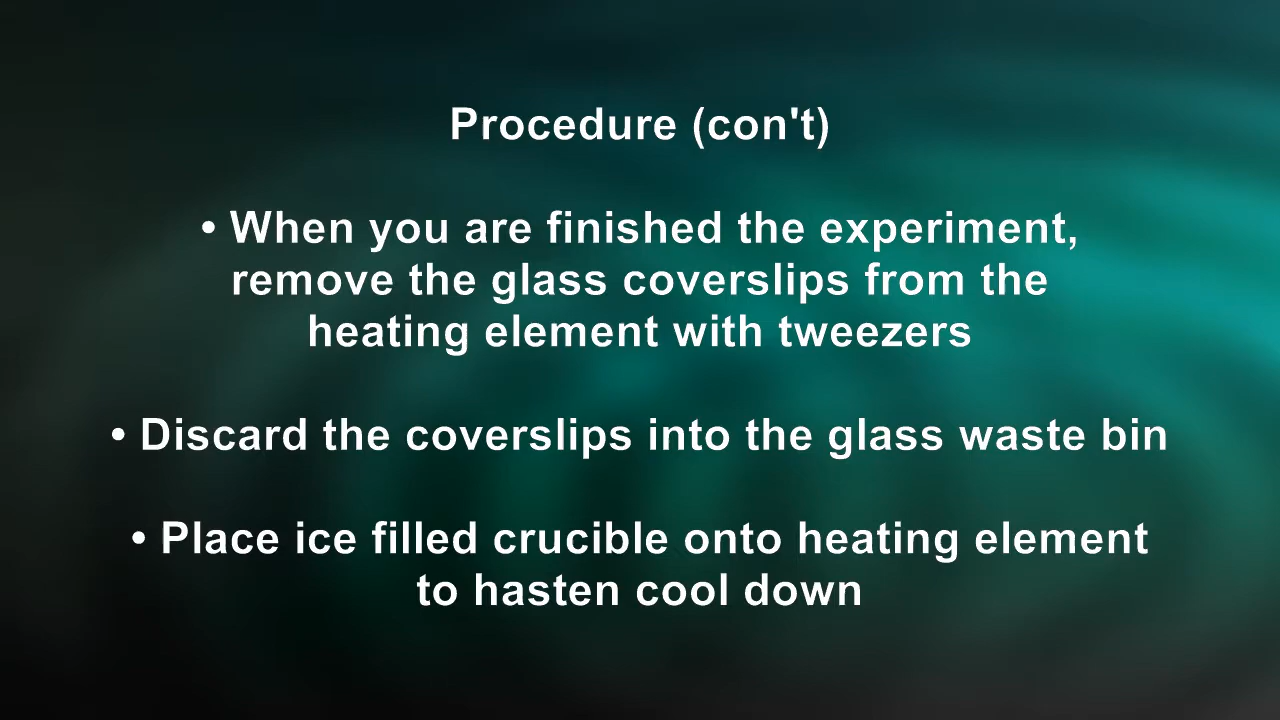 Procedure (con't)
• When you are finished the experiment,
remove the glass coverslips from the
heating element with tweezers
• Discard the coverslips into the glass waste bin
• Place ice filled crucible onto heating element
to hasten cool down